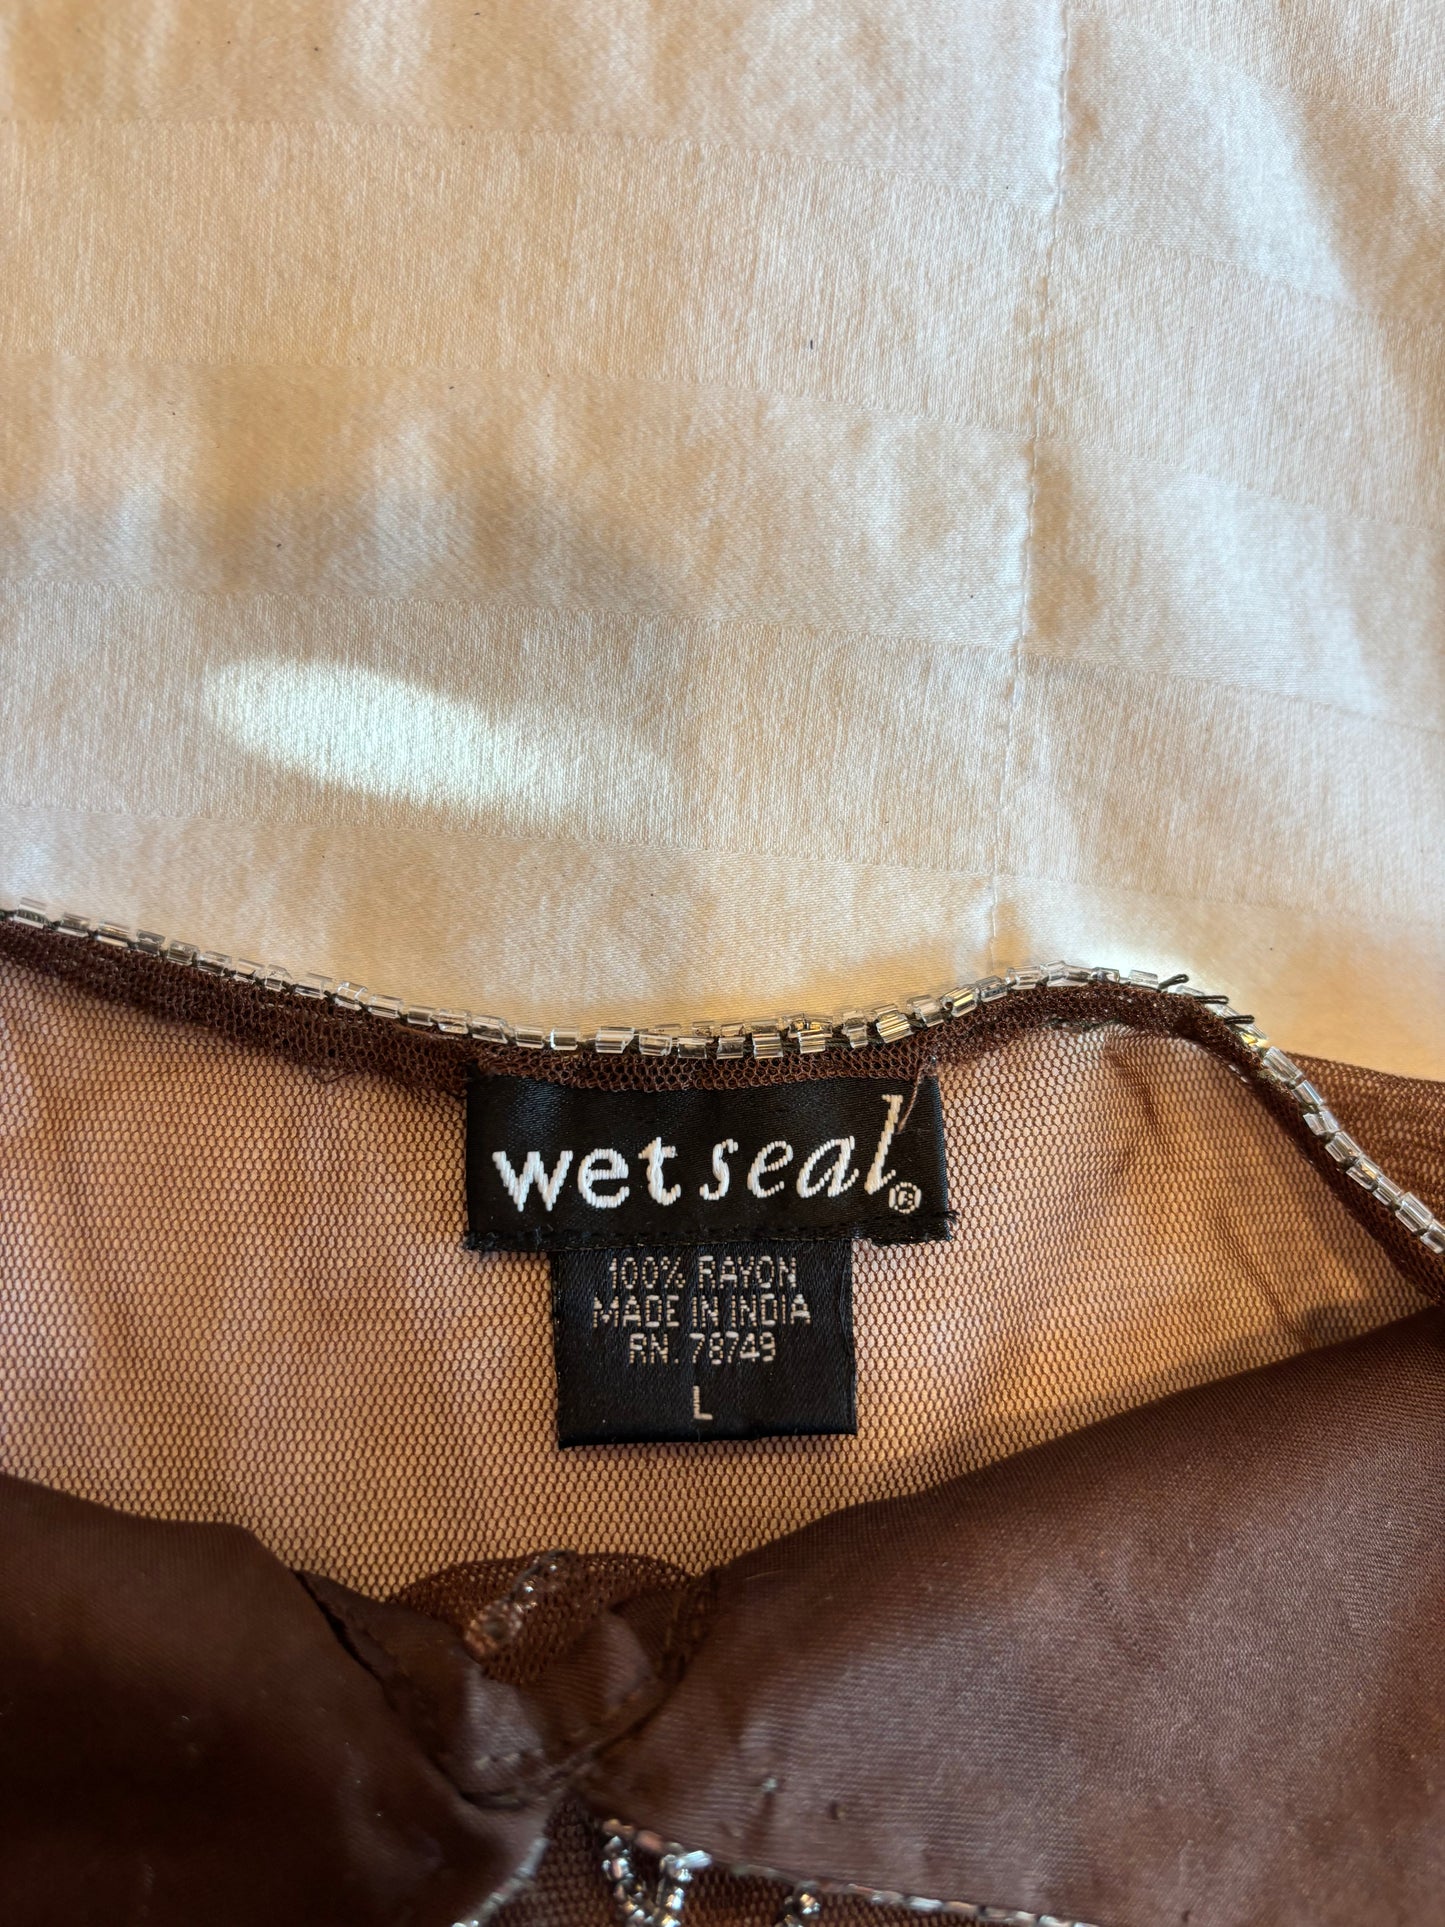 wet seal®
100% RAYON
MADE IN INDIA
RN. 78749
L